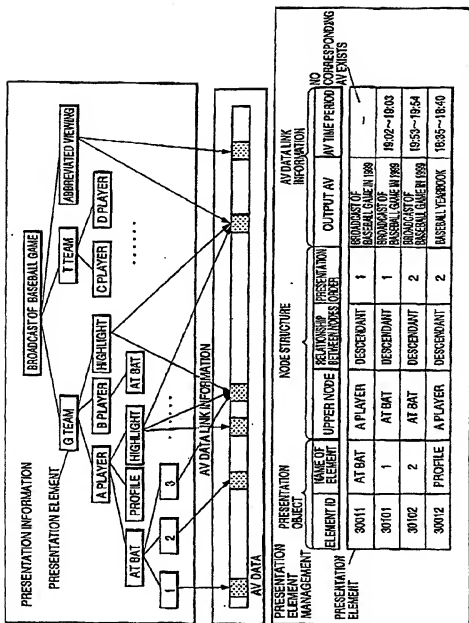 PRESENTATION INFORMATION
PRESENTATION ELEMENT
BROADCAST OF BASEBALL GAME
G TEAM
T TEAM
ABBREVIATED VIEWING
A PLAYER
B PLAYER
HIGHLIGHT
C PLAYER
D PLAYER
AT BAT
PROFILE
HIGHLIGHT
AT BAT
1
2
3
AV DATA LINK INFORMATION
AV DATA
PRESENTATION ELEMENT MANAGEMENT
PRESENTATION OBJECT
NODE STRUCTURE
AV DATA LINK INFORMATION
NO CORRESPONDING AV EXISTS
PRESENTATION ELEMENT
ELEMENT ID NAME OF ELEMENT UPPER NODE RELATIONSHIP BETWEEN NODES PRESENTATION ORDER OUTPUT AV AV TIME PERIOD
30011 AT BAT A PLAYER DESCENDANT 1 BROADCAST OF BASEBALL GAME IN 1999 —
30101 1 AT BAT DESCENDANT 1 BROADCAST OF BASEBALL GAME IN 1999 19:02~19:03
30102 2 AT BAT DESCENDANT 2 BROADCAST OF BASEBALL GAME IN 1999 19:53~19:54
30012 PROFILE A PLAYER DESCENDANT 2 BASEBALL YEARBOOK 18:35~18:40